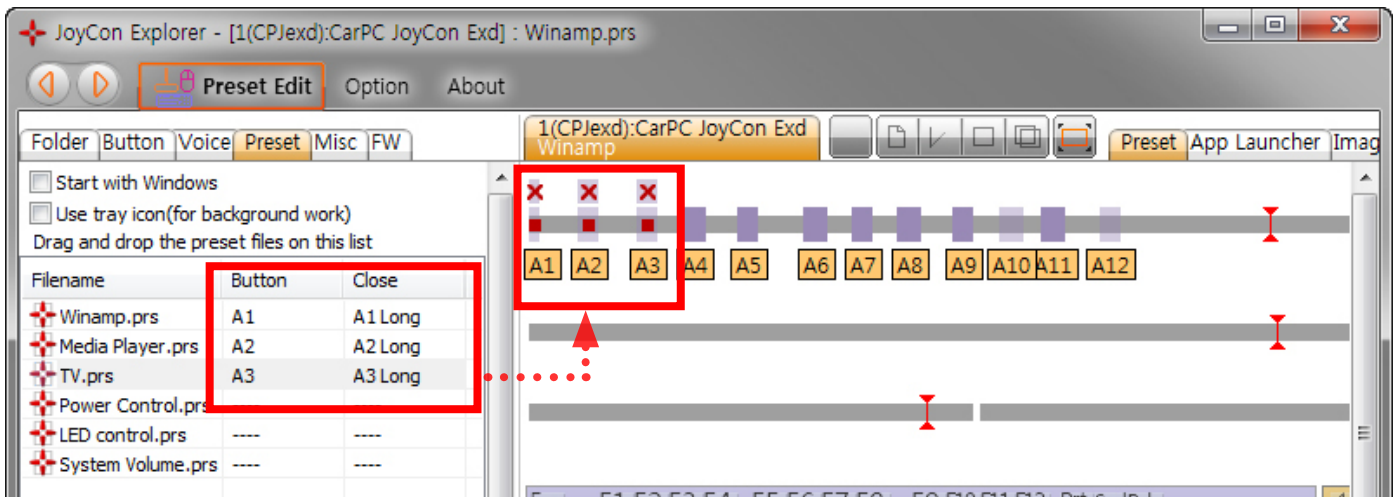 JoyCon Explorer - [1(CPJexd):CarPC JoyCon Exd] : Winamp.prs
Preset Edit Option About
Folder Button Voice Preset Misc FW
1(CPJexd):CarPC JoyCon Exd
Winamp
Preset App Launcher Imag
Start with Windows
Use tray icon(for background work)
Drag and drop the preset files on this list
Filename Button Close
Winamp.prs A1 A1 Long
Media Player.prs A2 A2 Long
TV.prs A3 A3 Long
Power Control.prs ---- ----
LED control.prs ---- ----
System Volume.prs ---- ----
A1 A2 A3 A4 A5 A6 A7 A8 A9 A10 A11 A12